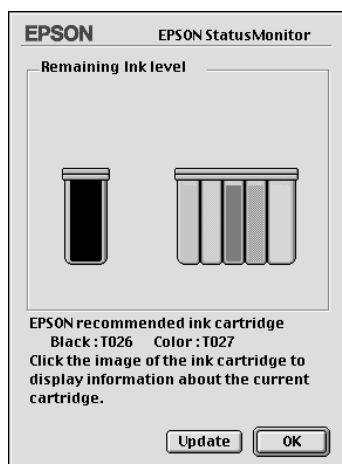 EPSON
EPSON StatusMonitor
Remaining Ink level
EPSON recommended ink cartridge
Black : T026 Color : T027
Click the image of the ink cartridge to
display information about the current
cartridge.
Update
OK